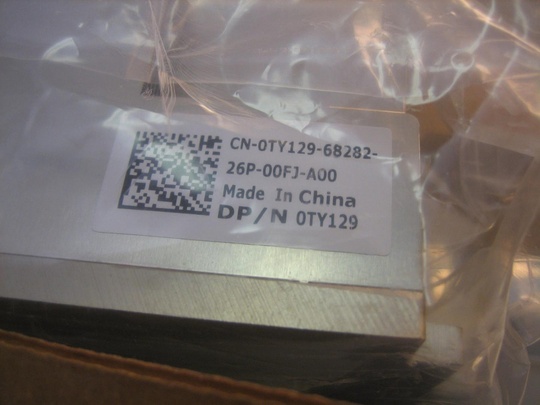 CN-0TY129-68282-
26P-00FJ-A00
Made In China
DP/N 0TY129